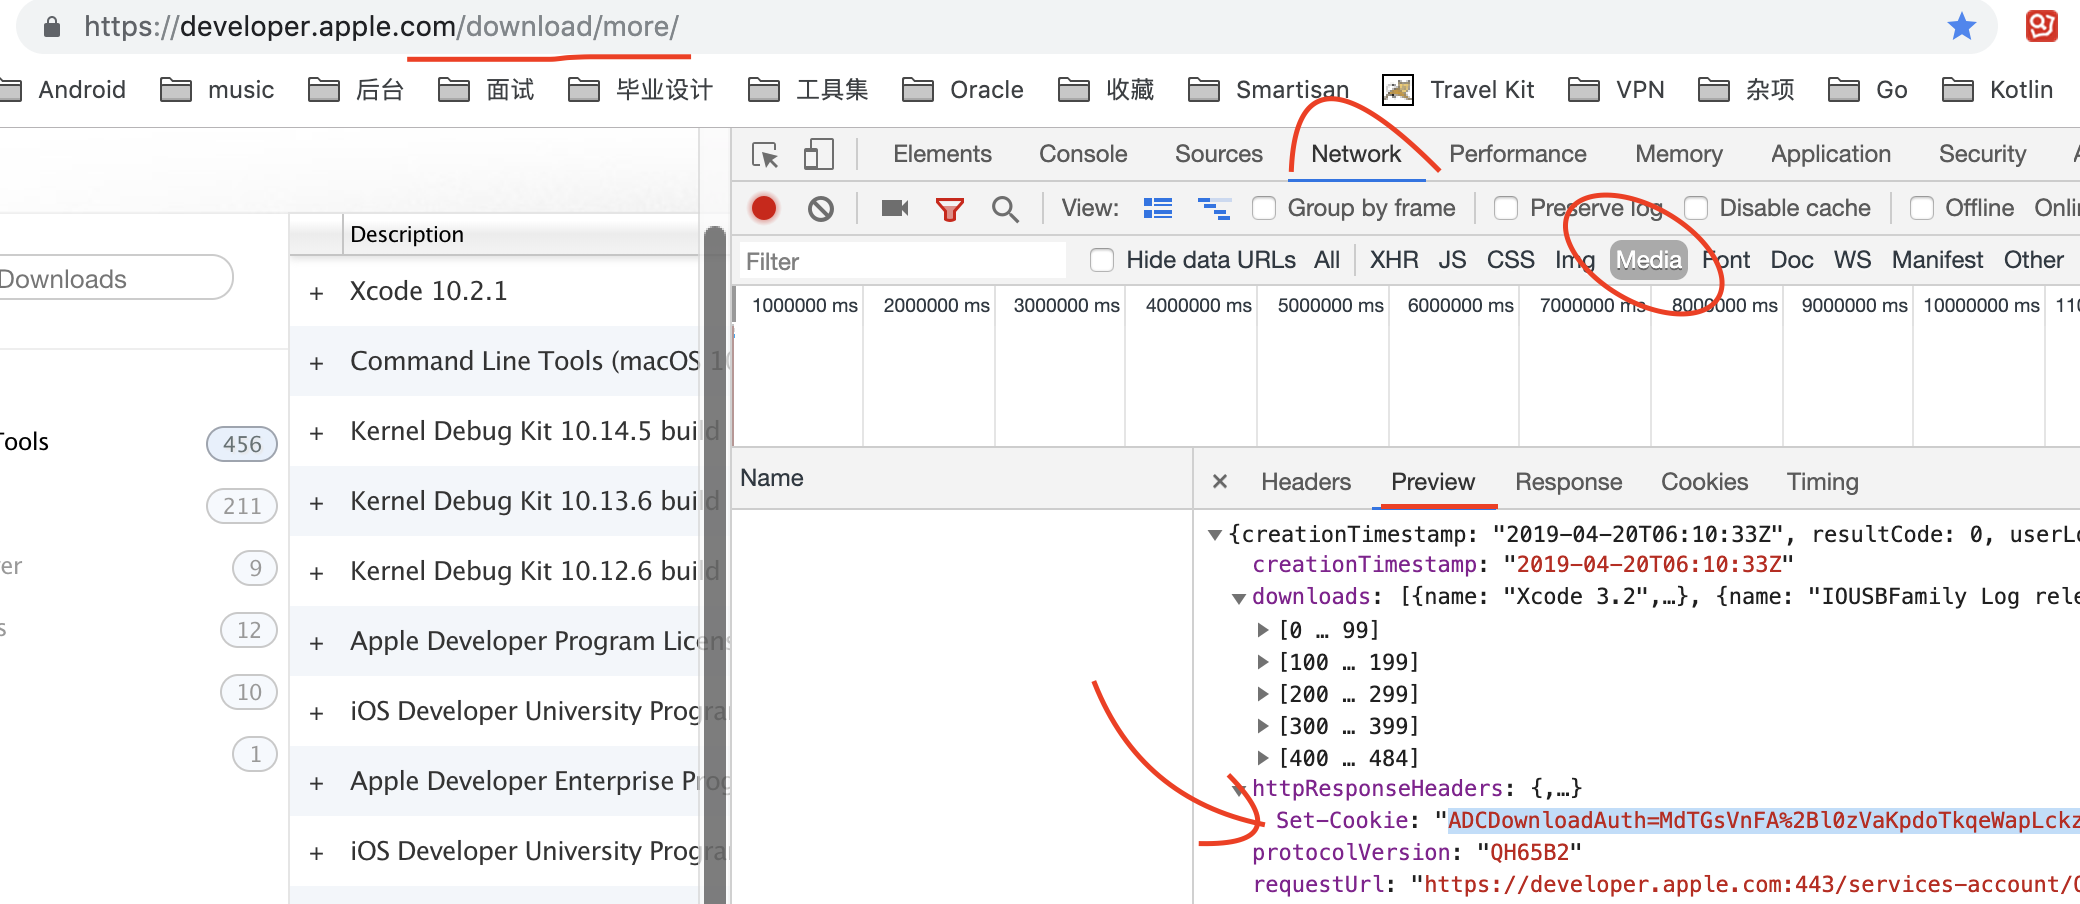 https://developer.apple.com/download/more/
Android music 后台 面试 毕业设计 工具集 Oracle 收藏 Smartisan Travel Kit VPN 杂项 Go Kotlin
Elements Console Sources Network Performance Memory Application Security
View: Group by frame Preserve log Disable cache Offline Onli
Filter Hide data URLs All XHR JS CSS Img Media Font Doc WS Manifest Other
1000000 ms 2000000 ms 3000000 ms 4000000 ms 5000000 ms 6000000 ms 7000000 ms 8000000 ms 9000000 ms 10000000 ms 110
Downloads
Tools 456
211
er 9
s 12
10
1
Description
+ Xcode 10.2.1
+ Command Line Tools (macOS 10
+ Kernel Debug Kit 10.14.5 build
+ Kernel Debug Kit 10.13.6 build
+ Kernel Debug Kit 10.12.6 build
+ Apple Developer Program Licens
+ iOS Developer University Progra
+ Apple Developer Enterprise Prog
+ iOS Developer University Progra
Name
× Headers Preview Response Cookies Timing
{creationTimestamp: "2019-04-20T06:10:33Z", resultCode: 0, userLo
creationTimestamp: "2019-04-20T06:10:33Z"
downloads: [{name: "Xcode 3.2",…}, {name: "IOUSBFamily Log rele
[0 … 99]
[100 … 199]
[200 … 299]
[300 … 399]
[400 … 484]
httpResponseHeaders: {,…}
Set-Cookie: "ADCDownloadAuth=MdTGsVnFA%2Bl0zVaKpdoTkqeWapLckz
protocolVersion: "QH65B2"
requestUrl: "https://developer.apple.com:443/services-account/Q